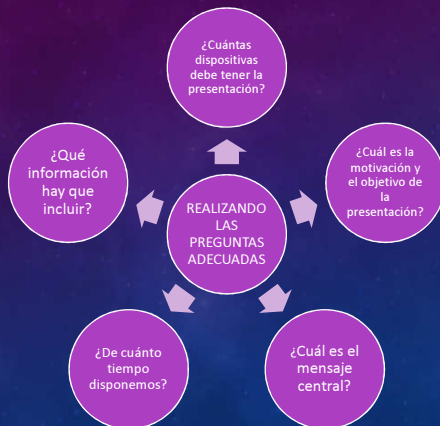 ¿Cuántas
dispositivas
debe tener la
presentación?
¿Cuál es la
motivación y
el objetivo de
la
presentación?
¿Cuál es el
mensaje
central?
¿De cuánto
tiempo
disponemos?
¿Qué
información
hay que
incluir?
REALIZANDO
LAS
PREGUNTAS
ADECUADAS